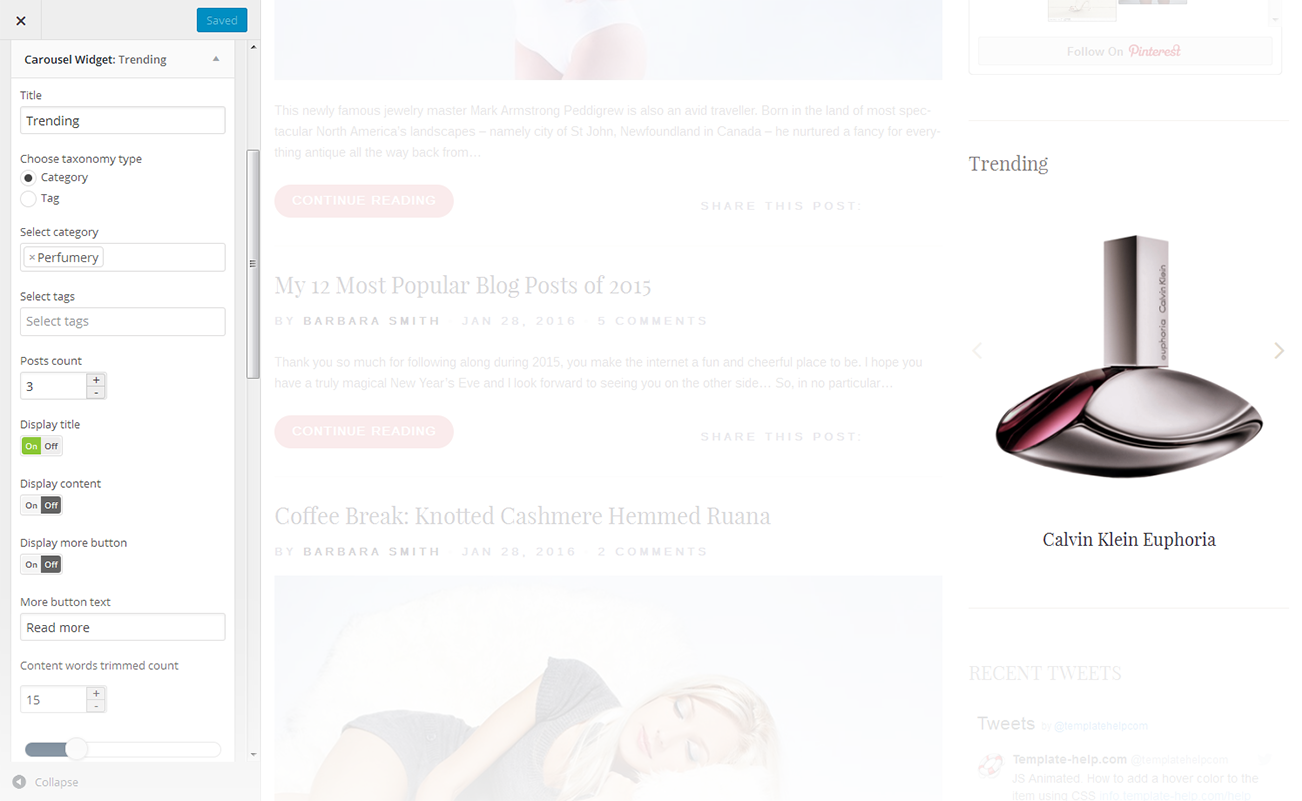 Saved
Carousel Widget: Trending
Title
Trending
Choose taxonomy type
Category
Tag
Select category
×Perfumery
Select tags
Select tags
Posts count
3
+
-
Display title
On Off
Display content
On Off
Display more button
On Off
More button text
Read more
Content words trimmed count
15
+
-
Collapse
This newly famous jewelry master Mark Armstrong Peddigrew is also an avid traveller. Born in the land of most spec-
tacular North America's landscapes – namely city of St John, Newfoundland in Canada – he nurtured a fancy for every-
thing antique all the way back from…
CONTINUE READING
SHARE THIS POST:
My 12 Most Popular Blog Posts of 2015
BY BARBARA SMITH JAN 28, 2016 5 COMMENTS
Thank you so much for following along during 2015, you make the internet a fun and cheerful place to be. I hope you
have a truly magical New Year's Eve and I look forward to seeing you on the other side… So, in no particular…
CONTINUE READING
SHARE THIS POST:
Coffee Break: Knotted Cashmere Hemmed Ruana
BY BARBARA SMITH JAN 28, 2016 2 COMMENTS
Follow On Pinterest
Trending
euphoria Calvin Klein
Calvin Klein Euphoria
RECENT TWEETS
Tweets by @templatehelpcom
Template-help.com @templatehelpcom
JS Animated. How to add a hover color to the
item using CSS info.template-help.com/help